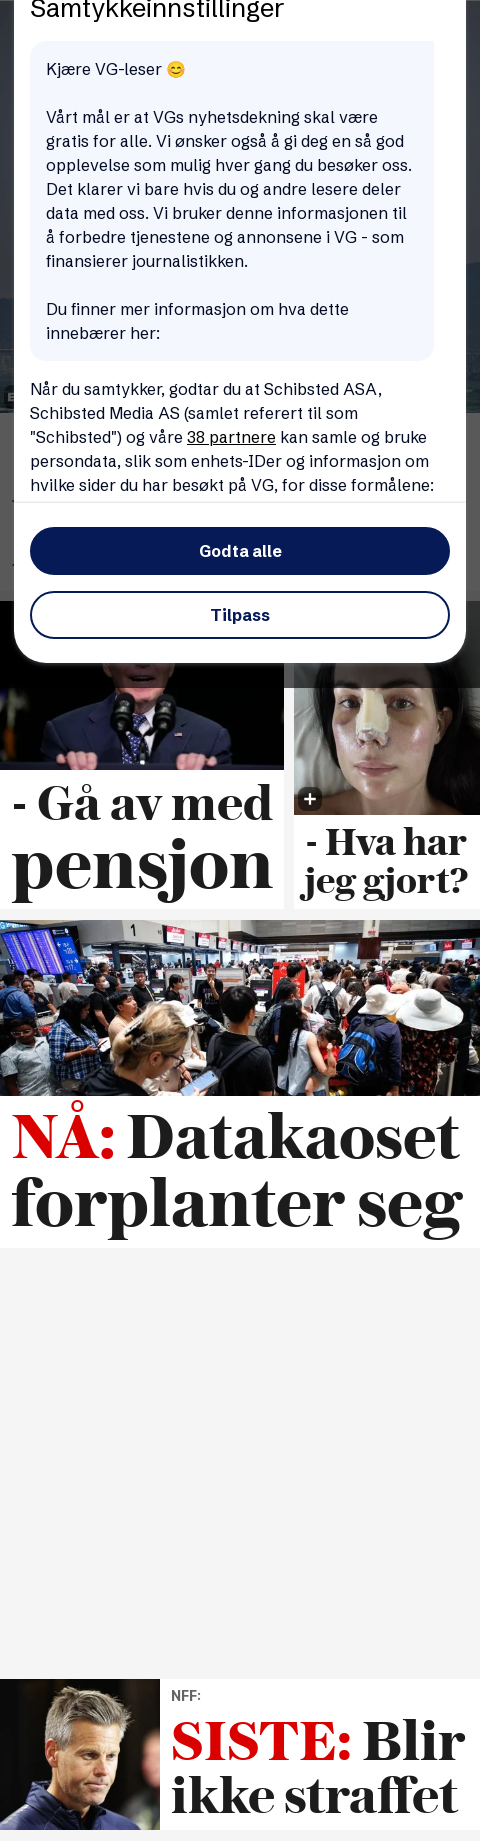 Samtykkeinnstillinger
Kjære VG-leser 😊
Vårt mål er at VGs nyhetsdekning skal være
gratis for alle. Vi ønsker også å gi deg en så god
opplevelse som mulig hver gang du besøker oss.
Det klarer vi bare hvis du og andre lesere deler
data med oss. Vi bruker denne informasjonen til
å forbedre tjenestene og annonsene i VG - som
finansierer journalistikken.
Du finner mer informasjon om hva dette
innebærer her:
Når du samtykker, godtar du at Schibsted ASA,
Schibsted Media AS (samlet referert til som
"Schibsted") og våre 38 partnere kan samle og bruke
persondata, slik som enhets-IDer og informasjon om
hvilke sider du har besøkt på VG, for disse formålene:
Godta alle
Tilpass
- Gå av med
pensjon
- Hva har
jeg gjort?
NÅ: Datakaoset
forplanter seg
NFF:
SISTE: Blir
ikke straffet